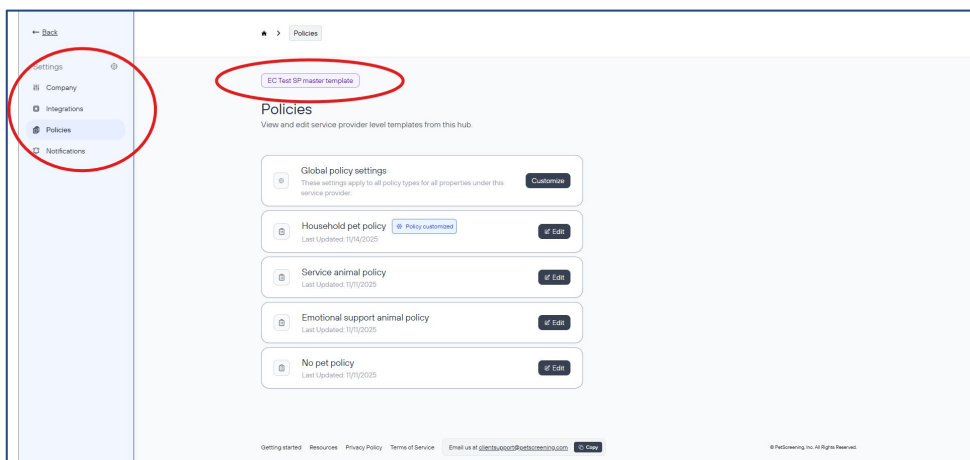 ← Back
Policies
Settings
Company
Integrations
Policies
Notifications
EC Test SP master template
Policies
View and edit service provider level templates from this hub.
Global policy settings
These settings apply to all policy types for all properties under this
service provider.
Customize
Household pet policy Policy customized
Last Updated: 11/14/2025
Edit
Service animal policy
Last Updated: 11/11/2025
Edit
Emotional support animal policy
Last Updated: 11/11/2025
Edit
No pet policy
Last Updated: 11/11/2025
Edit
Getting started Resources Privacy Policy Terms of Service Email us at clientsupport@petscreening.com Copy © PetScreening, Inc. All Rights Reserved.